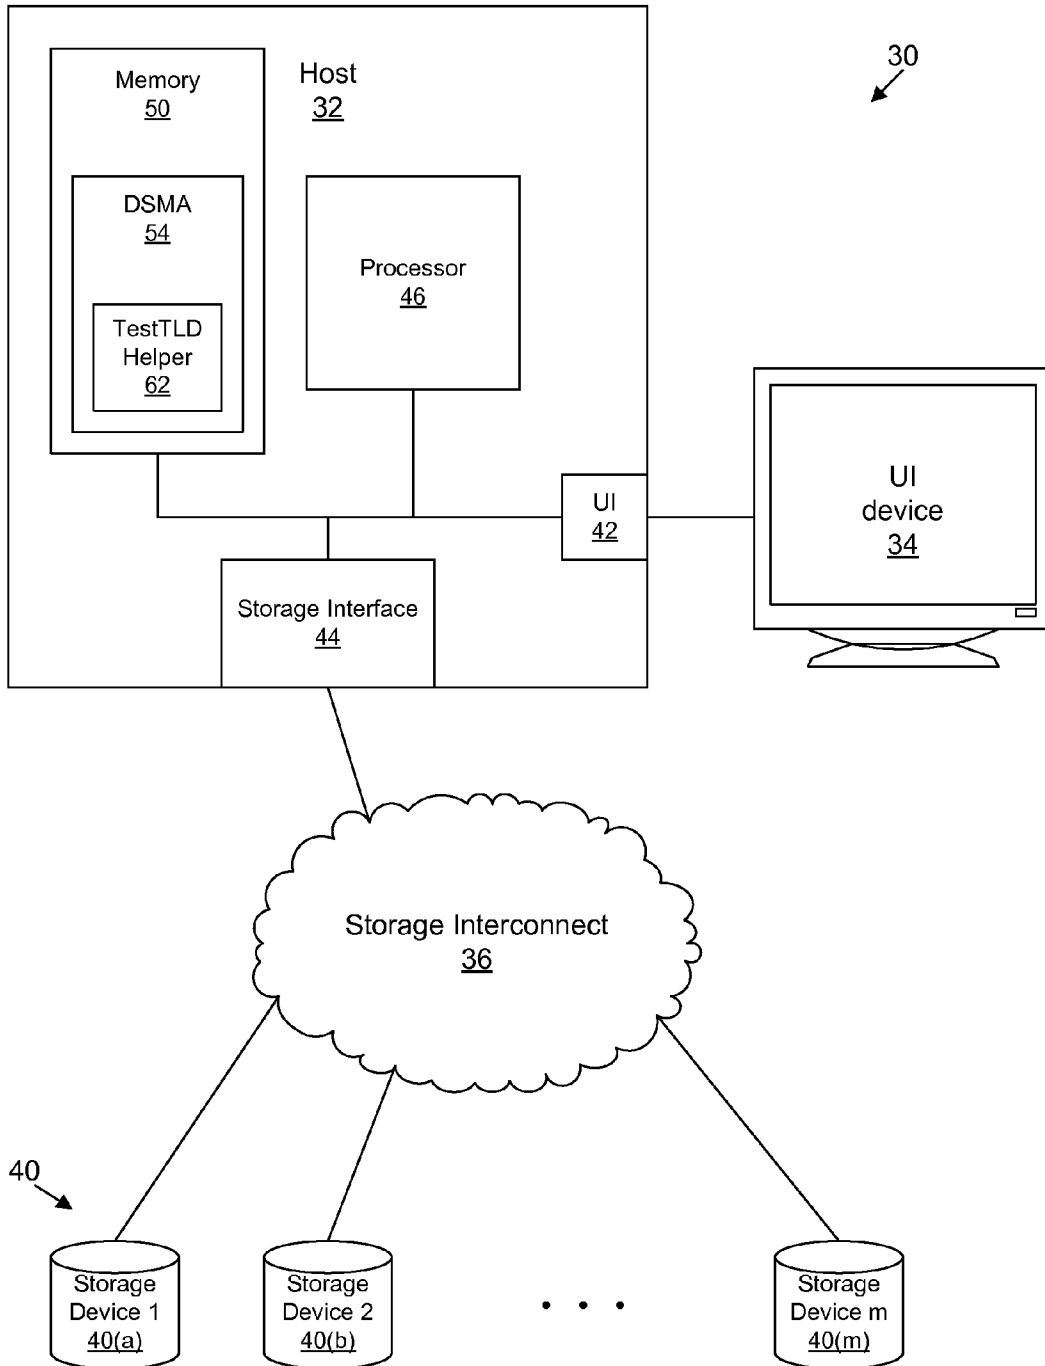 30
Host
32
Memory
50
DSMA
54
TestTLD
Helper
62
Processor
46
UI
42
UI
device
34
Storage Interface
44
Storage Interconnect
36
40
Storage
Device 1
40(a)
Storage
Device 2
40(b)
. . .
Storage
Device m
40(m)